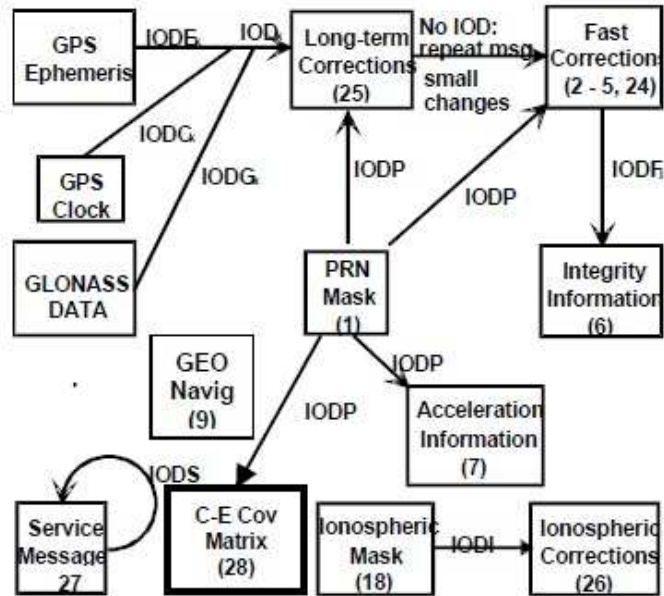 GPS
Ephemeris
IODE
IOD
Long-term
Corrections
(25)
No IOD:
repeat msg
small
changes
Fast
Corrections
(2 - 5, 24)
IODC
IODG
GPS
Clock
IODP
IODP
IODF
GLONASS
DATA
PRN
Mask
(1)
Integrity
Information
(6)
GEO
Navig
(9)
IODP
IODP
Acceleration
Information
(7)
IODS
Service
Message
27
C-E Cov
Matrix
(28)
Ionospheric
Mask
(18)
IODI
Ionospheric
Corrections
(26)